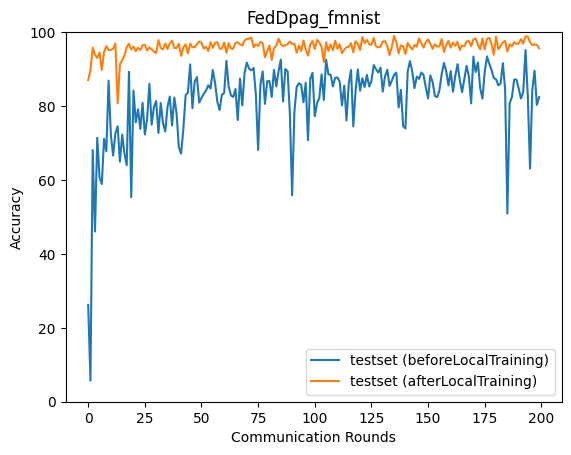 FedDpag_fmnist
100
80
60
40
20
0
Accuracy
0 25 50 75 100 125 150 175 200
Communication Rounds
testset (beforeLocalTraining)
testset (afterLocalTraining)